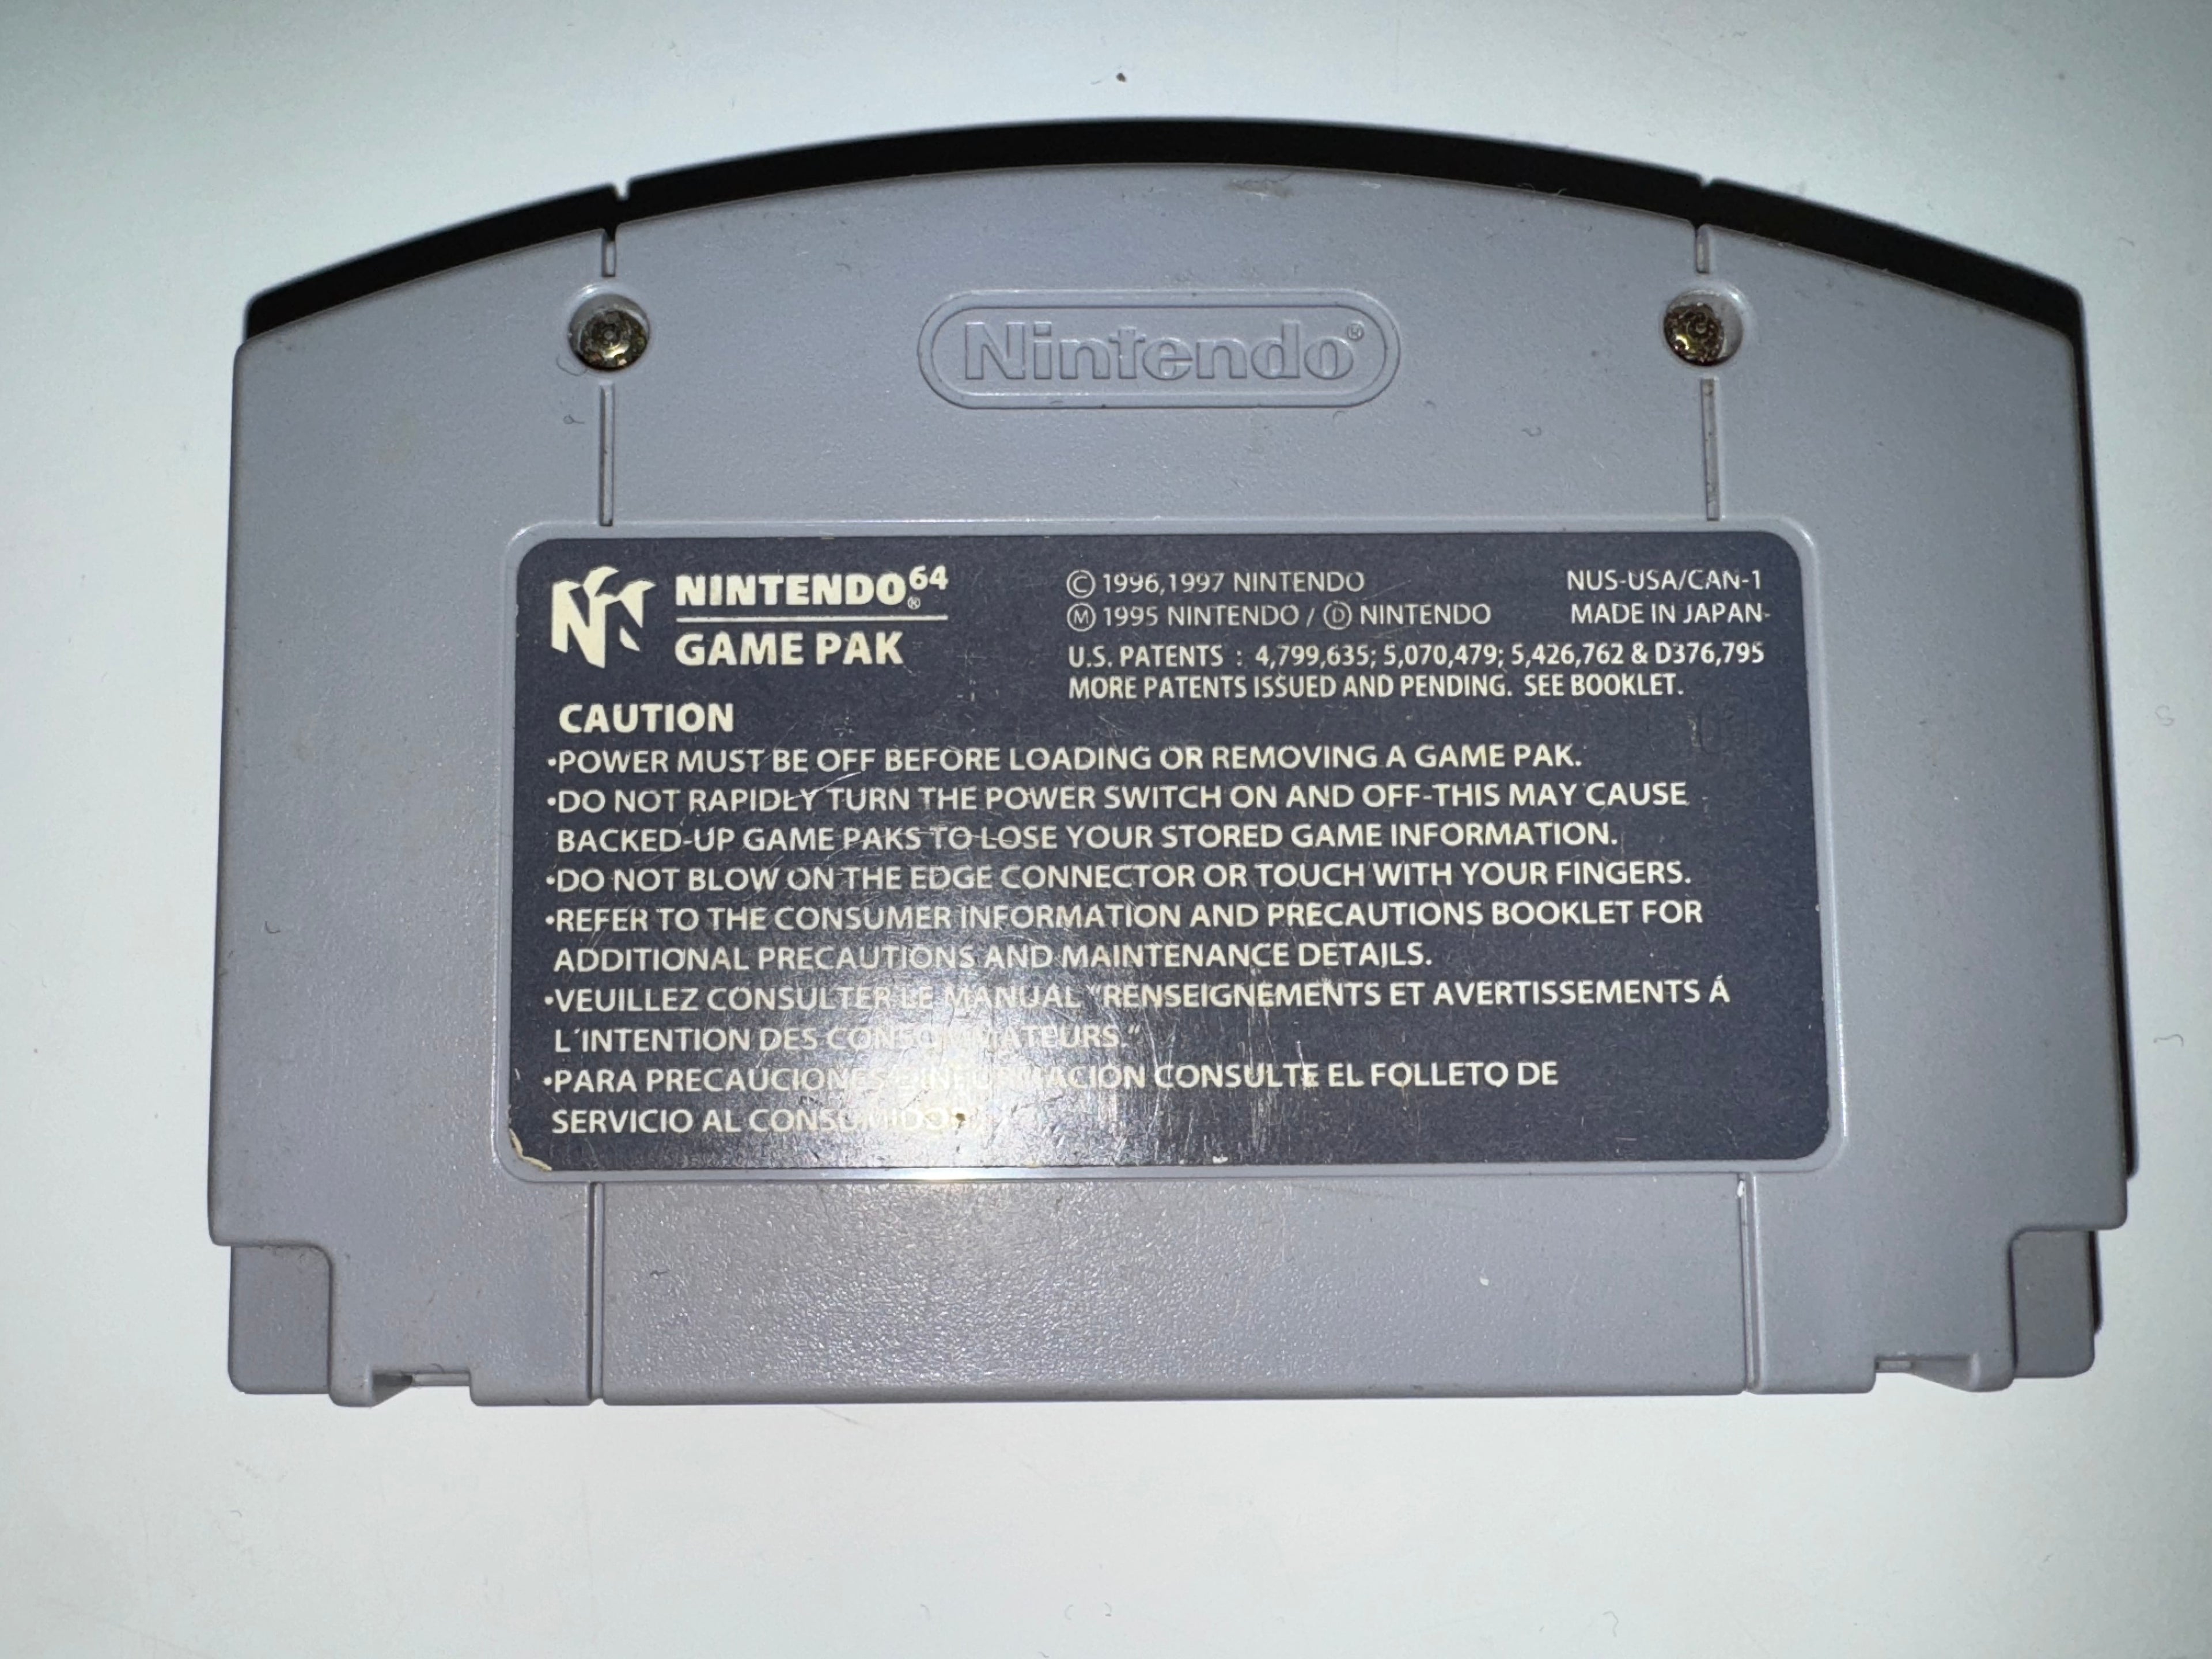 Nintendo®
NINTENDO64®
GAME PAK
© 1996,1997 NINTENDO
Ⓜ 1995 NINTENDO / Ⓓ NINTENDO
NUS-USA/CAN-1
MADE IN JAPAN
U.S. PATENTS : 4,799,635; 5,070,479; 5,426,762 & D376,795
MORE PATENTS ISSUED AND PENDING. SEE BOOKLET.
CAUTION
•POWER MUST BE OFF BEFORE LOADING OR REMOVING A GAME PAK.
•DO NOT RAPIDLY TURN THE POWER SWITCH ON AND OFF-THIS MAY CAUSE
BACKED-UP GAME PAKS TO LOSE YOUR STORED GAME INFORMATION.
•DO NOT BLOW ON THE EDGE CONNECTOR OR TOUCH WITH YOUR FINGERS.
•REFER TO THE CONSUMER INFORMATION AND PRECAUTIONS BOOKLET FOR
ADDITIONAL PRECAUTIONS AND MAINTENANCE DETAILS.
•VEUILLEZ CONSULTER LE MANUAL "RENSEIGNEMENTS ET AVERTISSEMENTS Á
L´INTENTION DES CONSOMMATEURS."
•PARA PRECAUCIONES O INFORMACION CONSULTE EL FOLLETO DE
SERVICIO AL CONSUMIDOR.